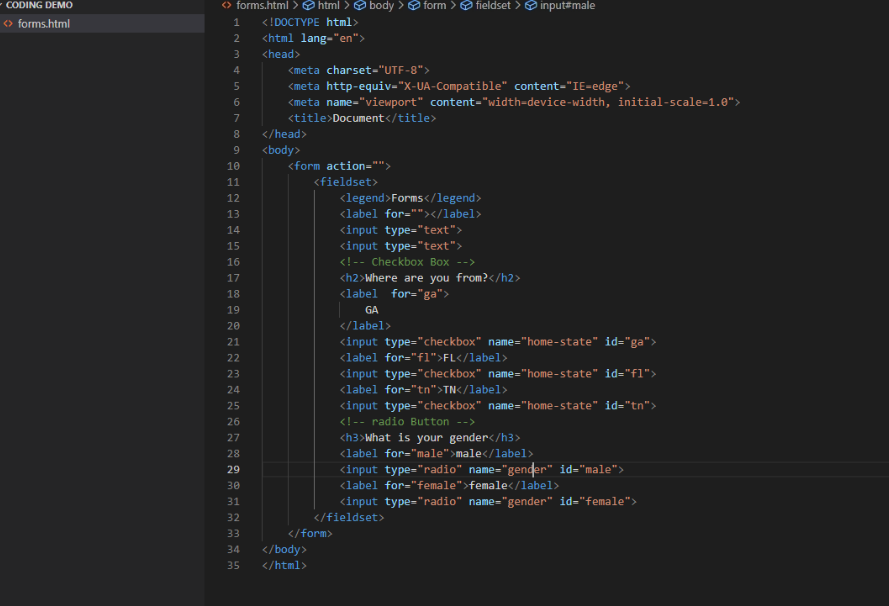 CODING DEMO
forms.html
forms.html > html > body > form > fieldset > input#male
1 <!DOCTYPE html>
2 <html lang="en">
3 <head>
4 <meta charset="UTF-8">
5 <meta http-equiv="X-UA-Compatible" content="IE=edge">
6 <meta name="viewport" content="width=device-width, initial-scale=1.0">
7 <title>Document</title>
8 </head>
9 <body>
10 <form action="">
11 <fieldset>
12 <legend>Forms</legend>
13 <label for=""></label>
14 <input type="text">
15 <input type="text">
16 <!-- Checkbox Box -->
17 <h2>Where are you from?</h2>
18 <label  for="ga">
19 GA
20 </label>
21 <input type="checkbox" name="home-state" id="ga">
22 <label for="fl">FL</label>
23 <input type="checkbox" name="home-state" id="fl">
24 <label for="tn">TN</label>
25 <input type="checkbox" name="home-state" id="tn">
26 <!-- radio Button -->
27 <h3>What is your gender</h3>
28 <label for="male">male</label>
29 <input type="radio" name="gender" id="male">
30 <label for="female">female</label>
31 <input type="radio" name="gender" id="female">
32 </fieldset>
33 </form>
34 </body>
35 </html>